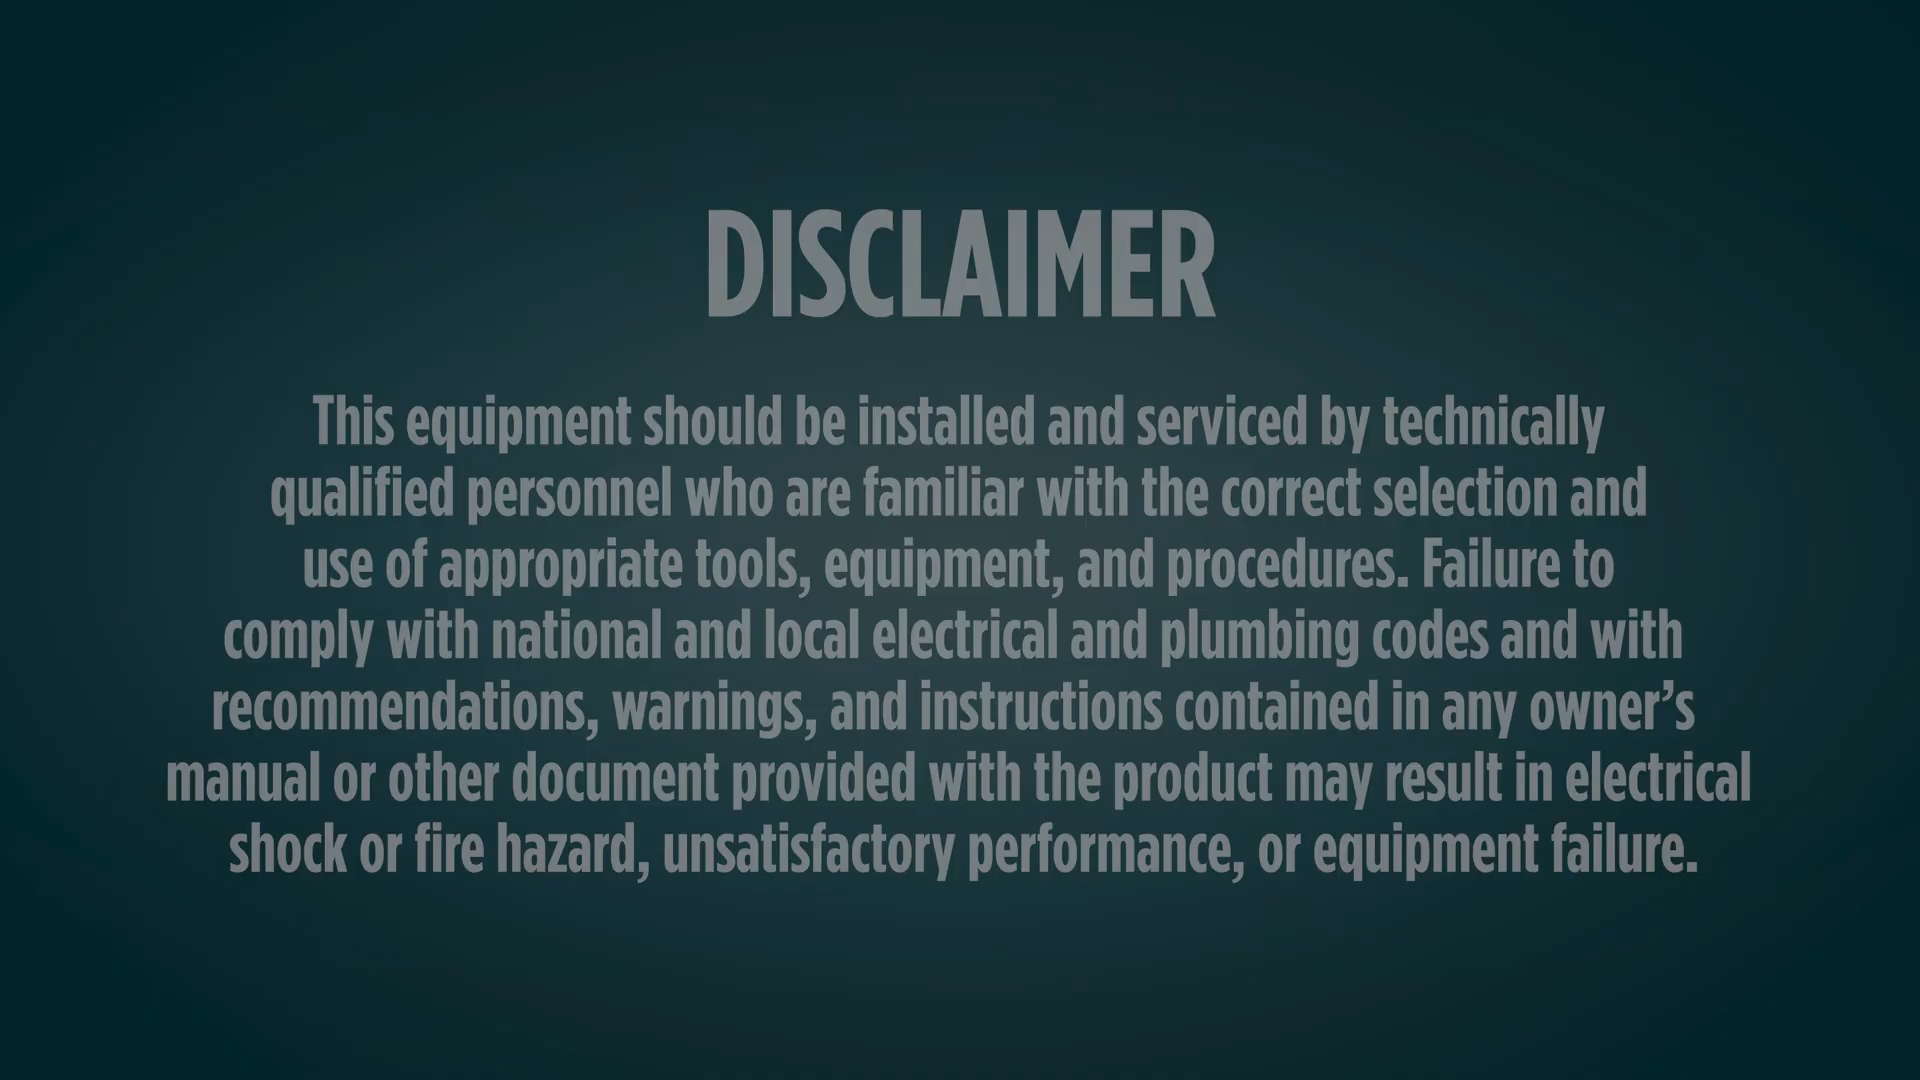 DISCLAIMER
This equipment should be installed and serviced by technically
qualified personnel who are familiar with the correct selection and
use of appropriate tools, equipment, and procedures. Failure to
comply with national and local electrical and plumbing codes and with
recommendations, warnings, and instructions contained in any owner’s
manual or other document provided with the product may result in electrical
shock or fire hazard, unsatisfactory performance, or equipment failure.